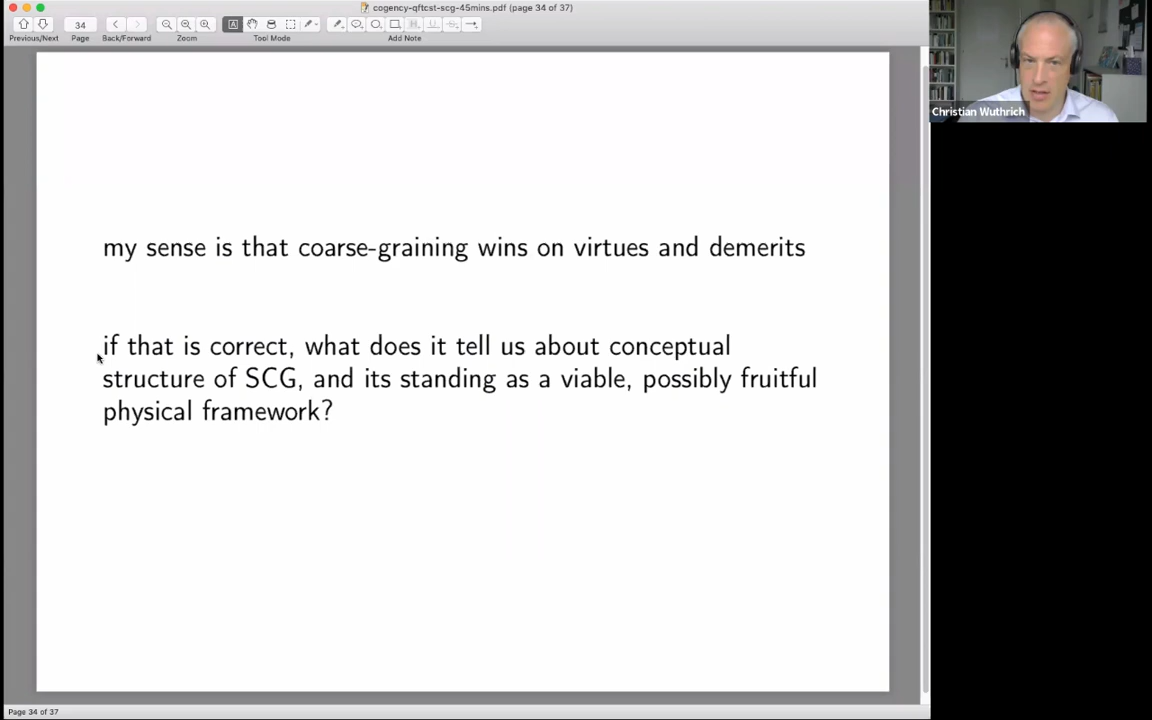 cogency-qftcst-scg-45mins.pdf (page 34 of 37)
34
Previous/Next Page Back/Forward Zoom Tool Mode Add Note
Christian Wuthrich
my sense is that coarse-graining wins on virtues and demerits
if that is correct, what does it tell us about conceptual
structure of SCG, and its standing as a viable, possibly fruitful
physical framework?
Page 34 of 37